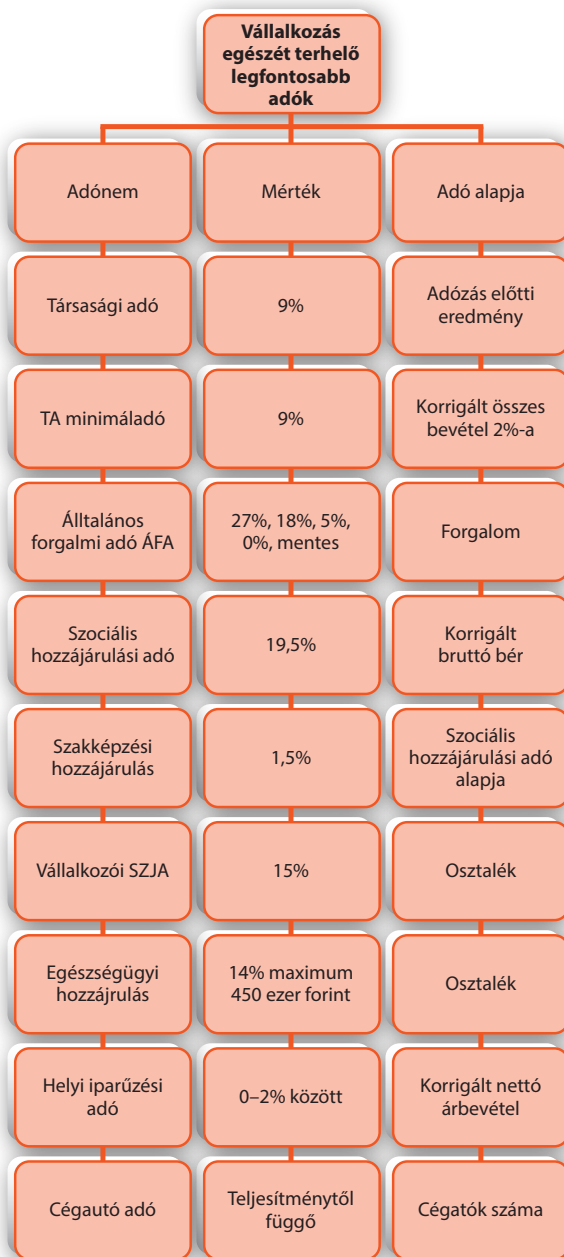 Vállalkozás
egészét terhelő
legfontosabb
adók
Adónem
Mérték
Adó alapja
Társasági adó
9%
Adózás előtti
eredmény
TA minimáladó
9%
Korrigált összes
bevétel 2%-a
Álltalános
forgalmi adó ÁFA
27%, 18%, 5%,
0%, mentes
Forgalom
Szociális
hozzájárulási adó
19,5%
Korrigált
bruttó bér
Szakképzési
hozzájárulás
1,5%
Szociális
hozzájárulási adó
alapja
Vállalkozói SZJA
15%
Osztalék
Egészségügyi
hozzájrulás
14% maximum
450 ezer forint
Osztalék
Helyi iparűzési
adó
0–2% között
Korrigált nettó
árbevétel
Cégautó adó
Teljesítménytől
függő
Cégatók száma